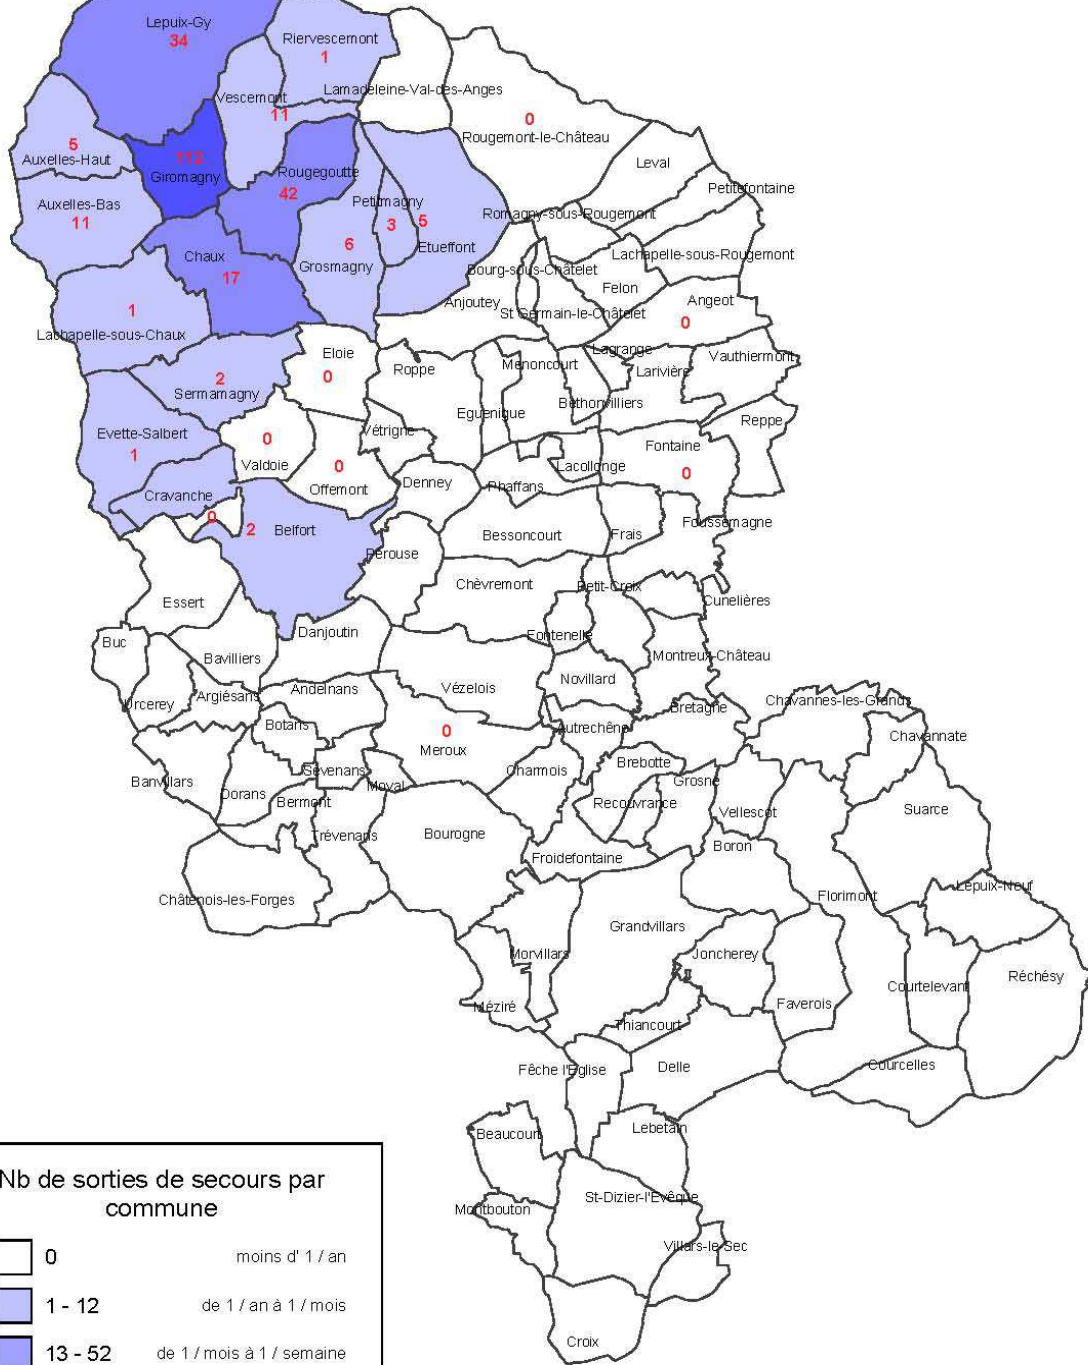 Lepuix-Gy
34
Riervescemont
1
Lamadeleine-Val-des-Anges
Vescemont
11
0
Rougemont-le-Château
5
Auxelles-Haut
112
Giromagny
Leval
Rougegoutte
42
Petitefontaine
Auxelles-Bas
11
Petitmagny
3
5
Etueffont
Romagny-sous-Rougemont
6
Grosmagny
Lachapelle-sous-Rougemont
Chaux
17
Bourg-sous-Châtelet
Felon
Anjoutey
St Germain-le-Châtelet
Angeot
0
1
Lachapelle-sous-Chaux
Eloie
0
Roppe
Menoncourt
Lagrange
Larivière
Vauthiermont
2
Sermamagny
Eguenigue
Bethonvilliers
Reppe
Evette-Salbert
1
0
Valdoie
Vétrigne
0
Offemont
Fontaine
0
Lacollonge
Denney
Phaffans
Cravanche
0
2
Belfort
Bessoncourt
Frais
Foussemagne
Pérouse
Chèvremont
Petit-Croix
Cunelières
Essert
Danjoutin
Fontenelle
Buc
Bavilliers
Montreux-Château
Vézelois
Novillard
Urcerey
Argiésans
Andelnans
Bretagne
Chavannes-les-Grands
Botans
0
Meroux
Autrechêne
Chavannate
Banvillars
Sévenans
Moval
Charmois
Brebotte
Grosne
Dorans
Bermont
Recouvrance
Vellescot
Suarce
Trévenans
Bourogne
Froidefontaine
Boron
Châtenois-les-Forges
Florimont
Lepuix-Neuf
Grandvillars
Morvillars
Joncherey
Courtelevant
Réchésy
Méziré
Faverois
Thiancourt
Fêche l'Eglise
Delle
Courcelles
Beaucourt
Lebetain
St-Dizier-l'Evêque
Montbouton
Villars-le-Sec
Croix
Nb de sorties de secours par
commune
0 moins d' 1 / an
1 - 12 de 1 / an à 1 / mois
13 - 52 de 1 / mois à 1 / semaine